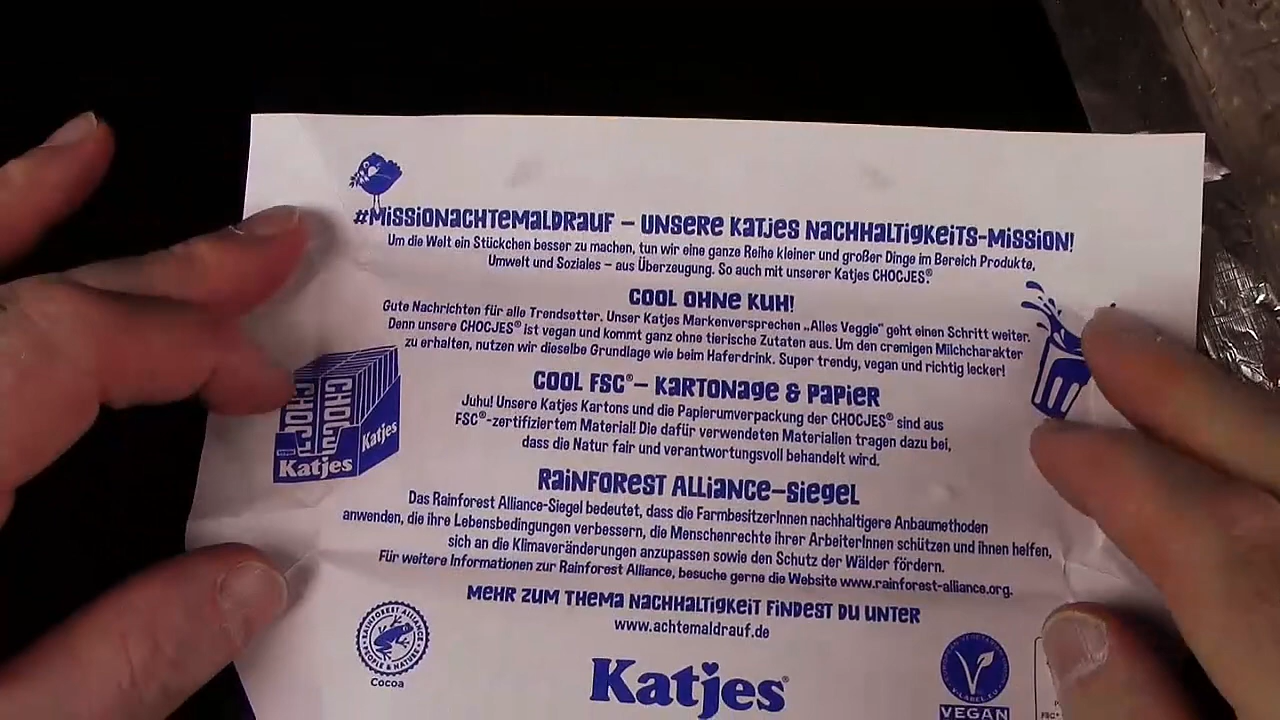 #MISSIONACHTEMALDRAUF – UNSERE KATJES NACHHALTIGKEITS-MISSION!
Um die Welt ein Stückchen besser zu machen, tun wir eine ganze Reihe kleiner und großer Dinge im Bereich Produkte,
Umwelt und Soziales – aus Überzeugung. So auch mit unserer Katjes CHOCJES®.
COOL OHNE KUH!
Gute Nachrichten für alle Trendsetter. Unser Katjes Markenversprechen „Alles Veggie“ geht einen Schritt weiter.
Denn unsere CHOCJES® ist vegan und kommt ganz ohne tierische Zutaten aus. Um den cremigen Milchcharakter
zu erhalten, nutzen wir dieselbe Grundlage wie beim Haferdrink. Super trendy, vegan und richtig lecker!
COOL FSC®– KARTONAGE & PAPIER
Juhu! Unsere Katjes Kartons und die Papierumverpackung der CHOCJES® sind aus
FSC®-zertifiziertem Material! Die dafür verwendeten Materialien tragen dazu bei,
dass die Natur fair und verantwortungsvoll behandelt wird.
CHOCJES
CHOCJES
Katjes
Katjes
RAINFOREST ALLIANCE–SIEGEL
Das Rainforest Alliance-Siegel bedeutet, dass die FarmbesitzerInnen nachhaltigere Anbaumethoden
anwenden, die ihre Lebensbedingungen verbessern, die Menschenrechte ihrer ArbeiterInnen schützen und ihnen helfen,
sich an die Klimaveränderungen anzupassen sowie den Schutz der Wälder fördern.
Für weitere Informationen zur Rainforest Alliance, besuche gerne die Website www.rainforest-alliance.org.
MEHR ZUM THEMA NACHHALTIGKEIT FINDEST DU UNTER
www.achtemaldrauf.de
RAINFOREST ALLIANCE
PEOPLE & NATURE
Cocoa
Katjes®
V-LABEL.EU
VEGAN
FSC®